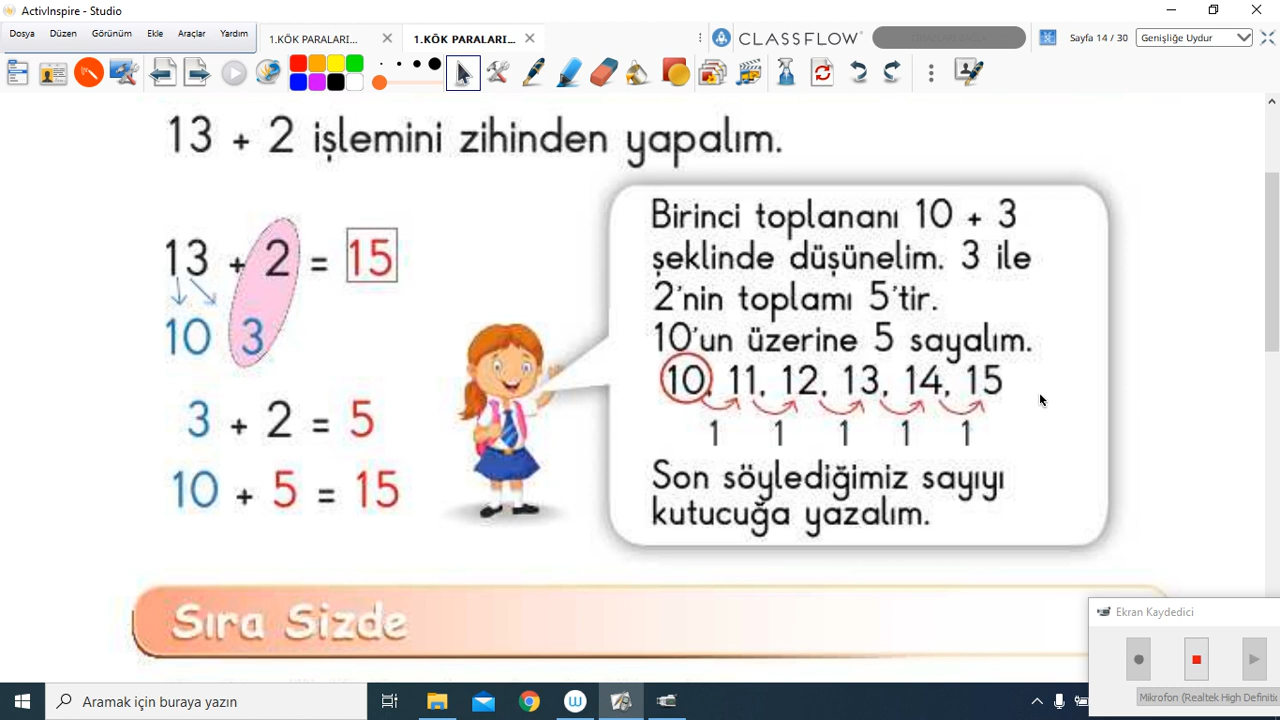 ActivInspire - Studio
Dosya Düzen Görünüm Ekle Araçlar Yardım
1.KÖK PARALARI...
1.KÖK PARALARI...
CLASSFLOW
Sayfa 14 / 30
Genişliğe Uydur
13 + 2 işlemini zihinden yapalım.
13 + 2 = 15
10 3
3 + 2 = 5
10 + 5 = 15
Birinci toplananı 10 + 3
şeklinde düşünelim. 3 ile
2'nin toplamı 5'tir.
10'un üzerine 5 sayalım.
10, 11, 12, 13, 14, 15
1 1 1 1 1
Son söylediğimiz sayıyı
kutucuğa yazalım.
Sıra Sizde
Ekran Kaydedici
Mikrofon (Realtek High Definiti
Aramak için buraya yazın